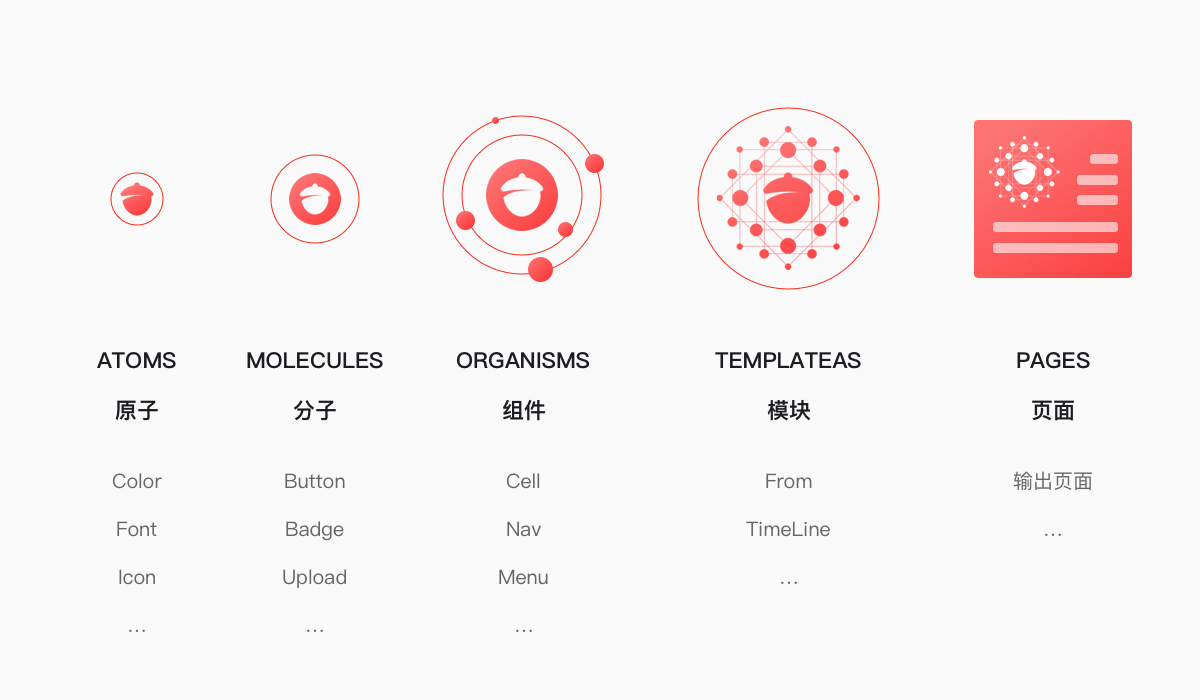 ATOMS
原子
Color
Font
Icon
...
MOLECULES
分子
Button
Badge
Upload
...
ORGANISMS
组件
Cell
Nav
Menu
...
TEMPLATEAS
模块
From
TimeLine
...
PAGES
页面
输出页面
...